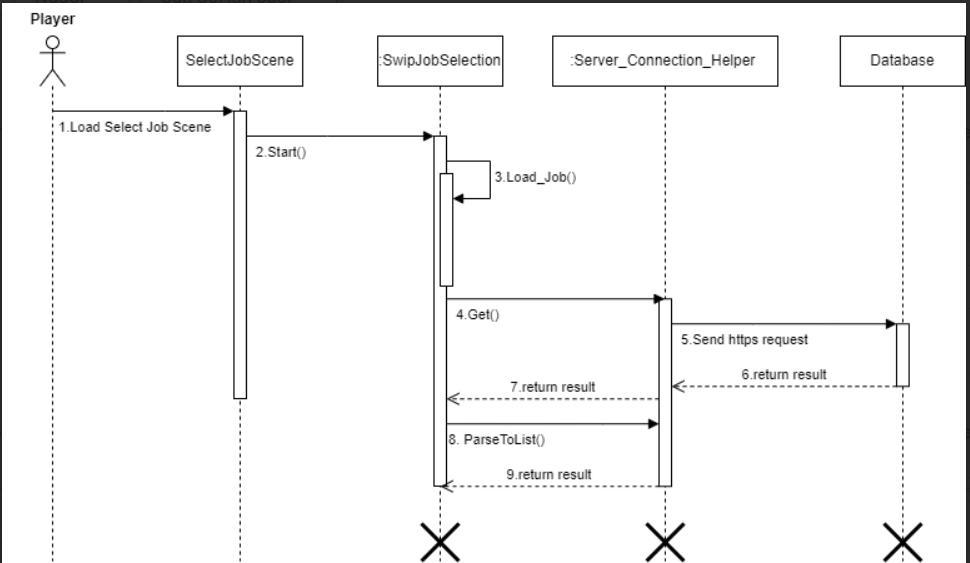 Player
SelectJobScene
:SwipJobSelection
:Server_Connection_Helper
Database
1.Load Select Job Scene
2.Start()
3.Load_Job()
4.Get()
5.Send https request
6.return result
7.return result
8. ParseToList()
9.return result